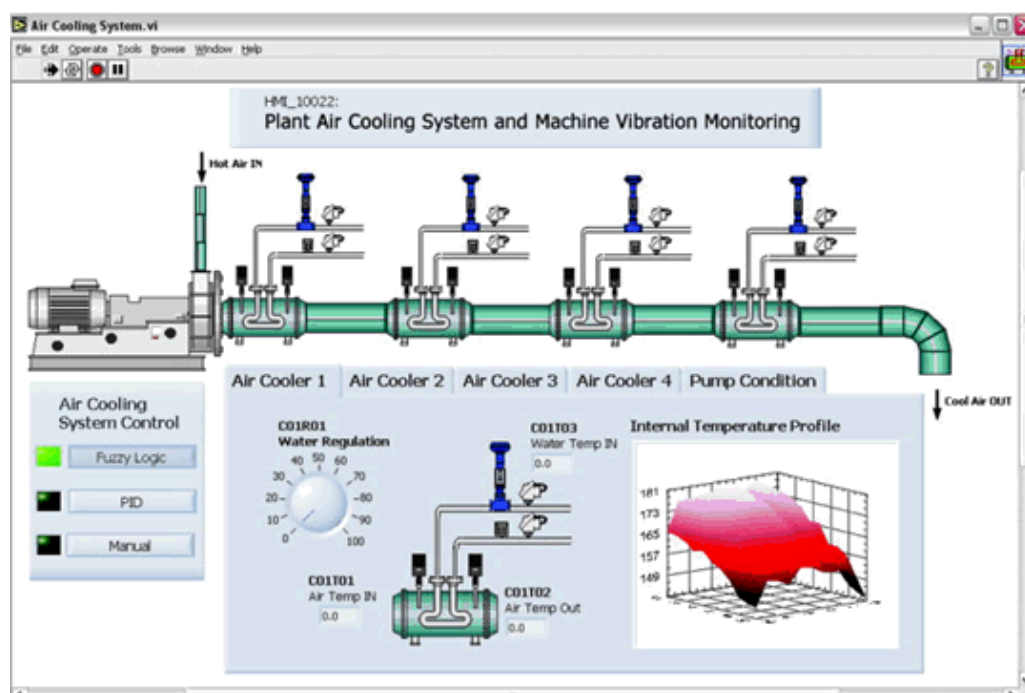 Air Cooling System.vi
File Edit Operate Tools Browse Window Help
?
HMI_10022:
Plant Air Cooling System and Machine Vibration Monitoring
Hot Air IN
Air Cooler 1 Air Cooler 2 Air Cooler 3 Air Cooler 4 Pump Condition
Cool Air OUT
Air Cooling
System Control
Fuzzy Logic
PID
Manual
C01R01
Water Regulation
0 10 20 30 40 50 60 70 80 90 100
C01T03
Water Temp IN
0.0
C01T01
Air Temp IN
0.0
C01T02
Air Temp Out
0.0
Internal Temperature Profile
181
173
165
157
149